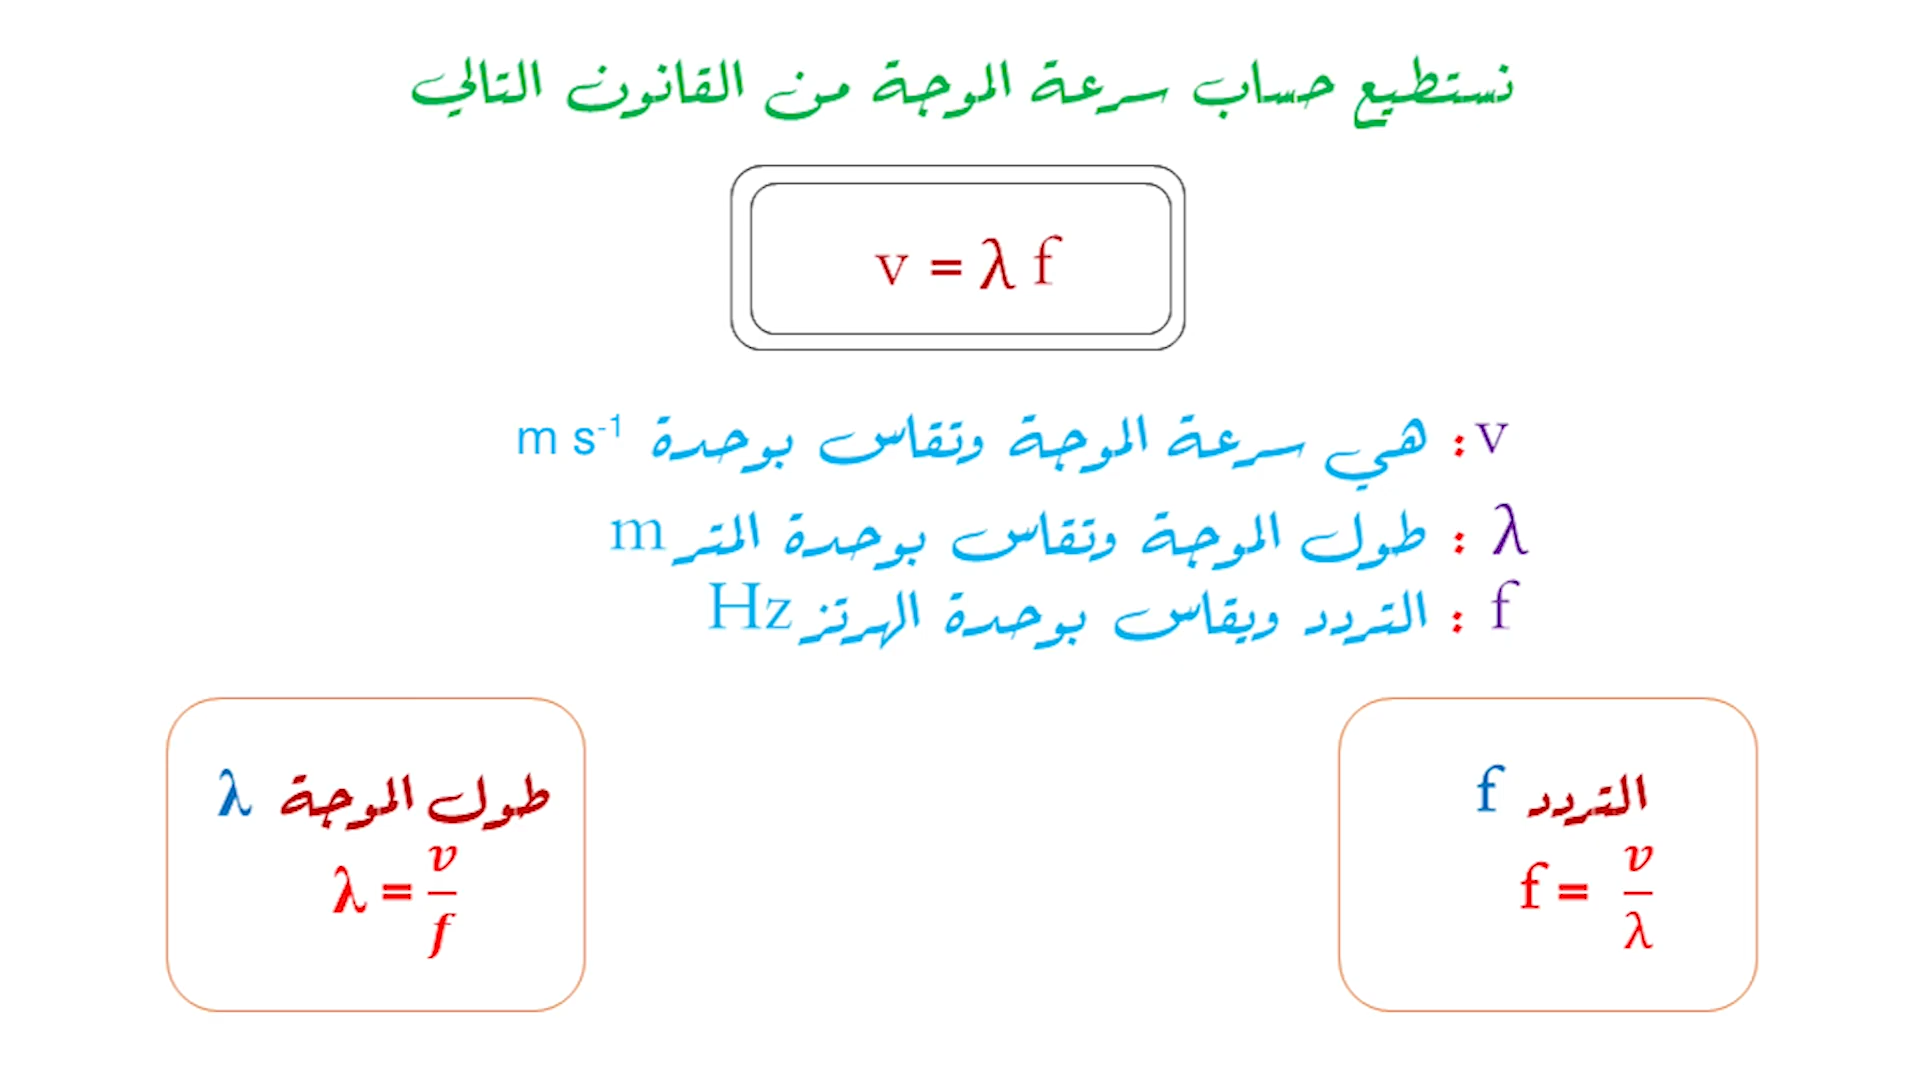 نستطيع حساب سرعة الموجة من القانون التالي
v = λ f
v : هي سرعة الموجة وتقاس بوحدة m s⁻¹
λ : طول الموجة وتقاس بوحدة المتر m
f : التردد ويقاس بوحدة الهرتز Hz
التردد f
f = v/λ
طول الموجة λ
λ = v/f